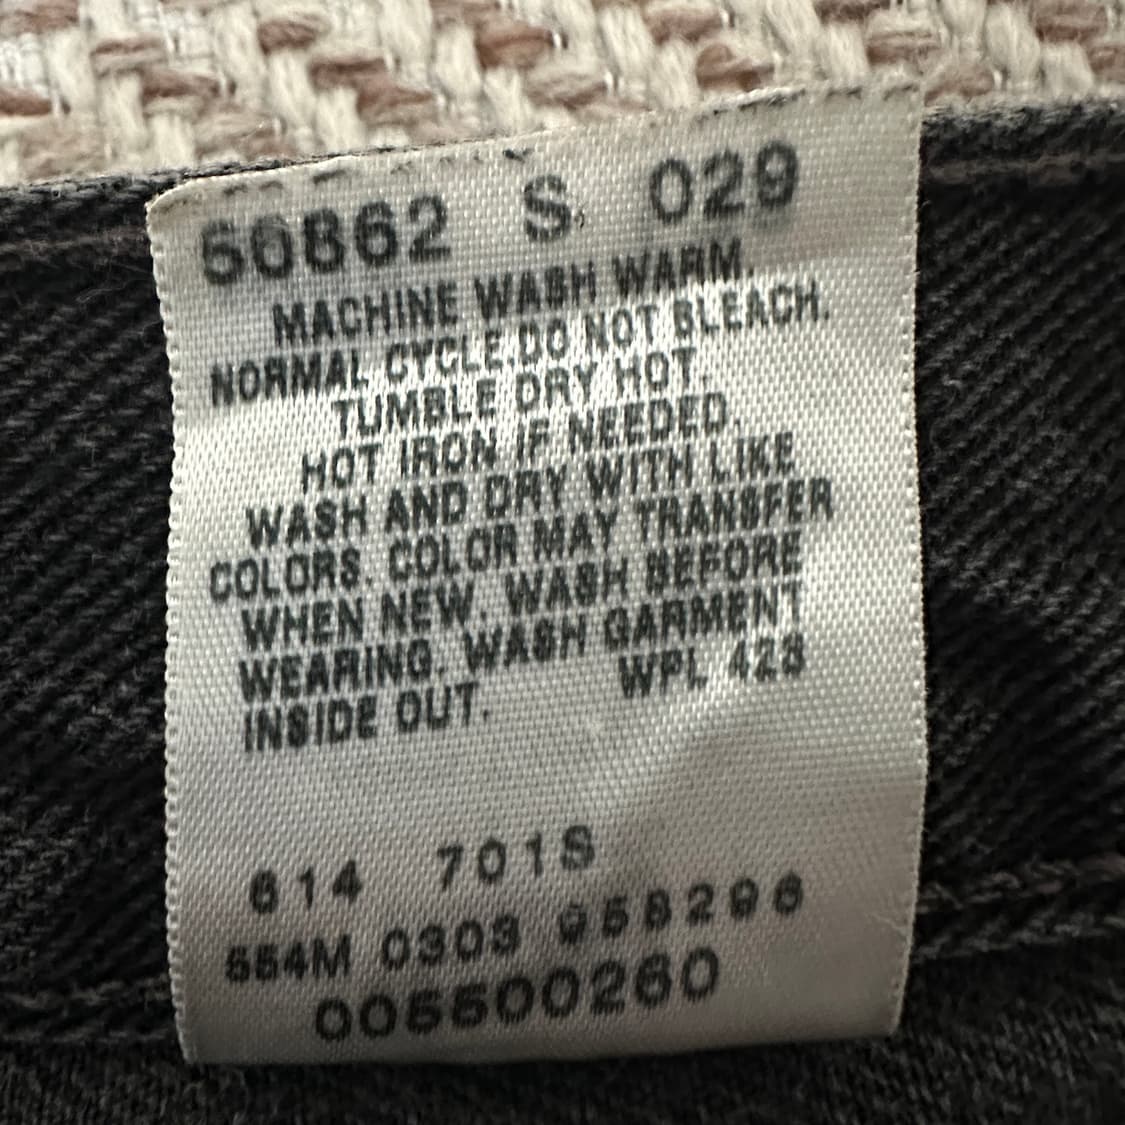 56862 S 029
MACHINE WASH WARM,
NORMAL CYCLE.DO NOT BLEACH.
TUMBLE DRY HOT.
HOT IRON IF NEEDED.
WASH AND DRY WITH LIKE
COLORS. COLOR MAY TRANSFER
WHEN NEW. WASH BEFORE
WEARING. WASH GARMENT
INSIDE OUT. WPL 423
614 701S
554M 0303 958296
005500260